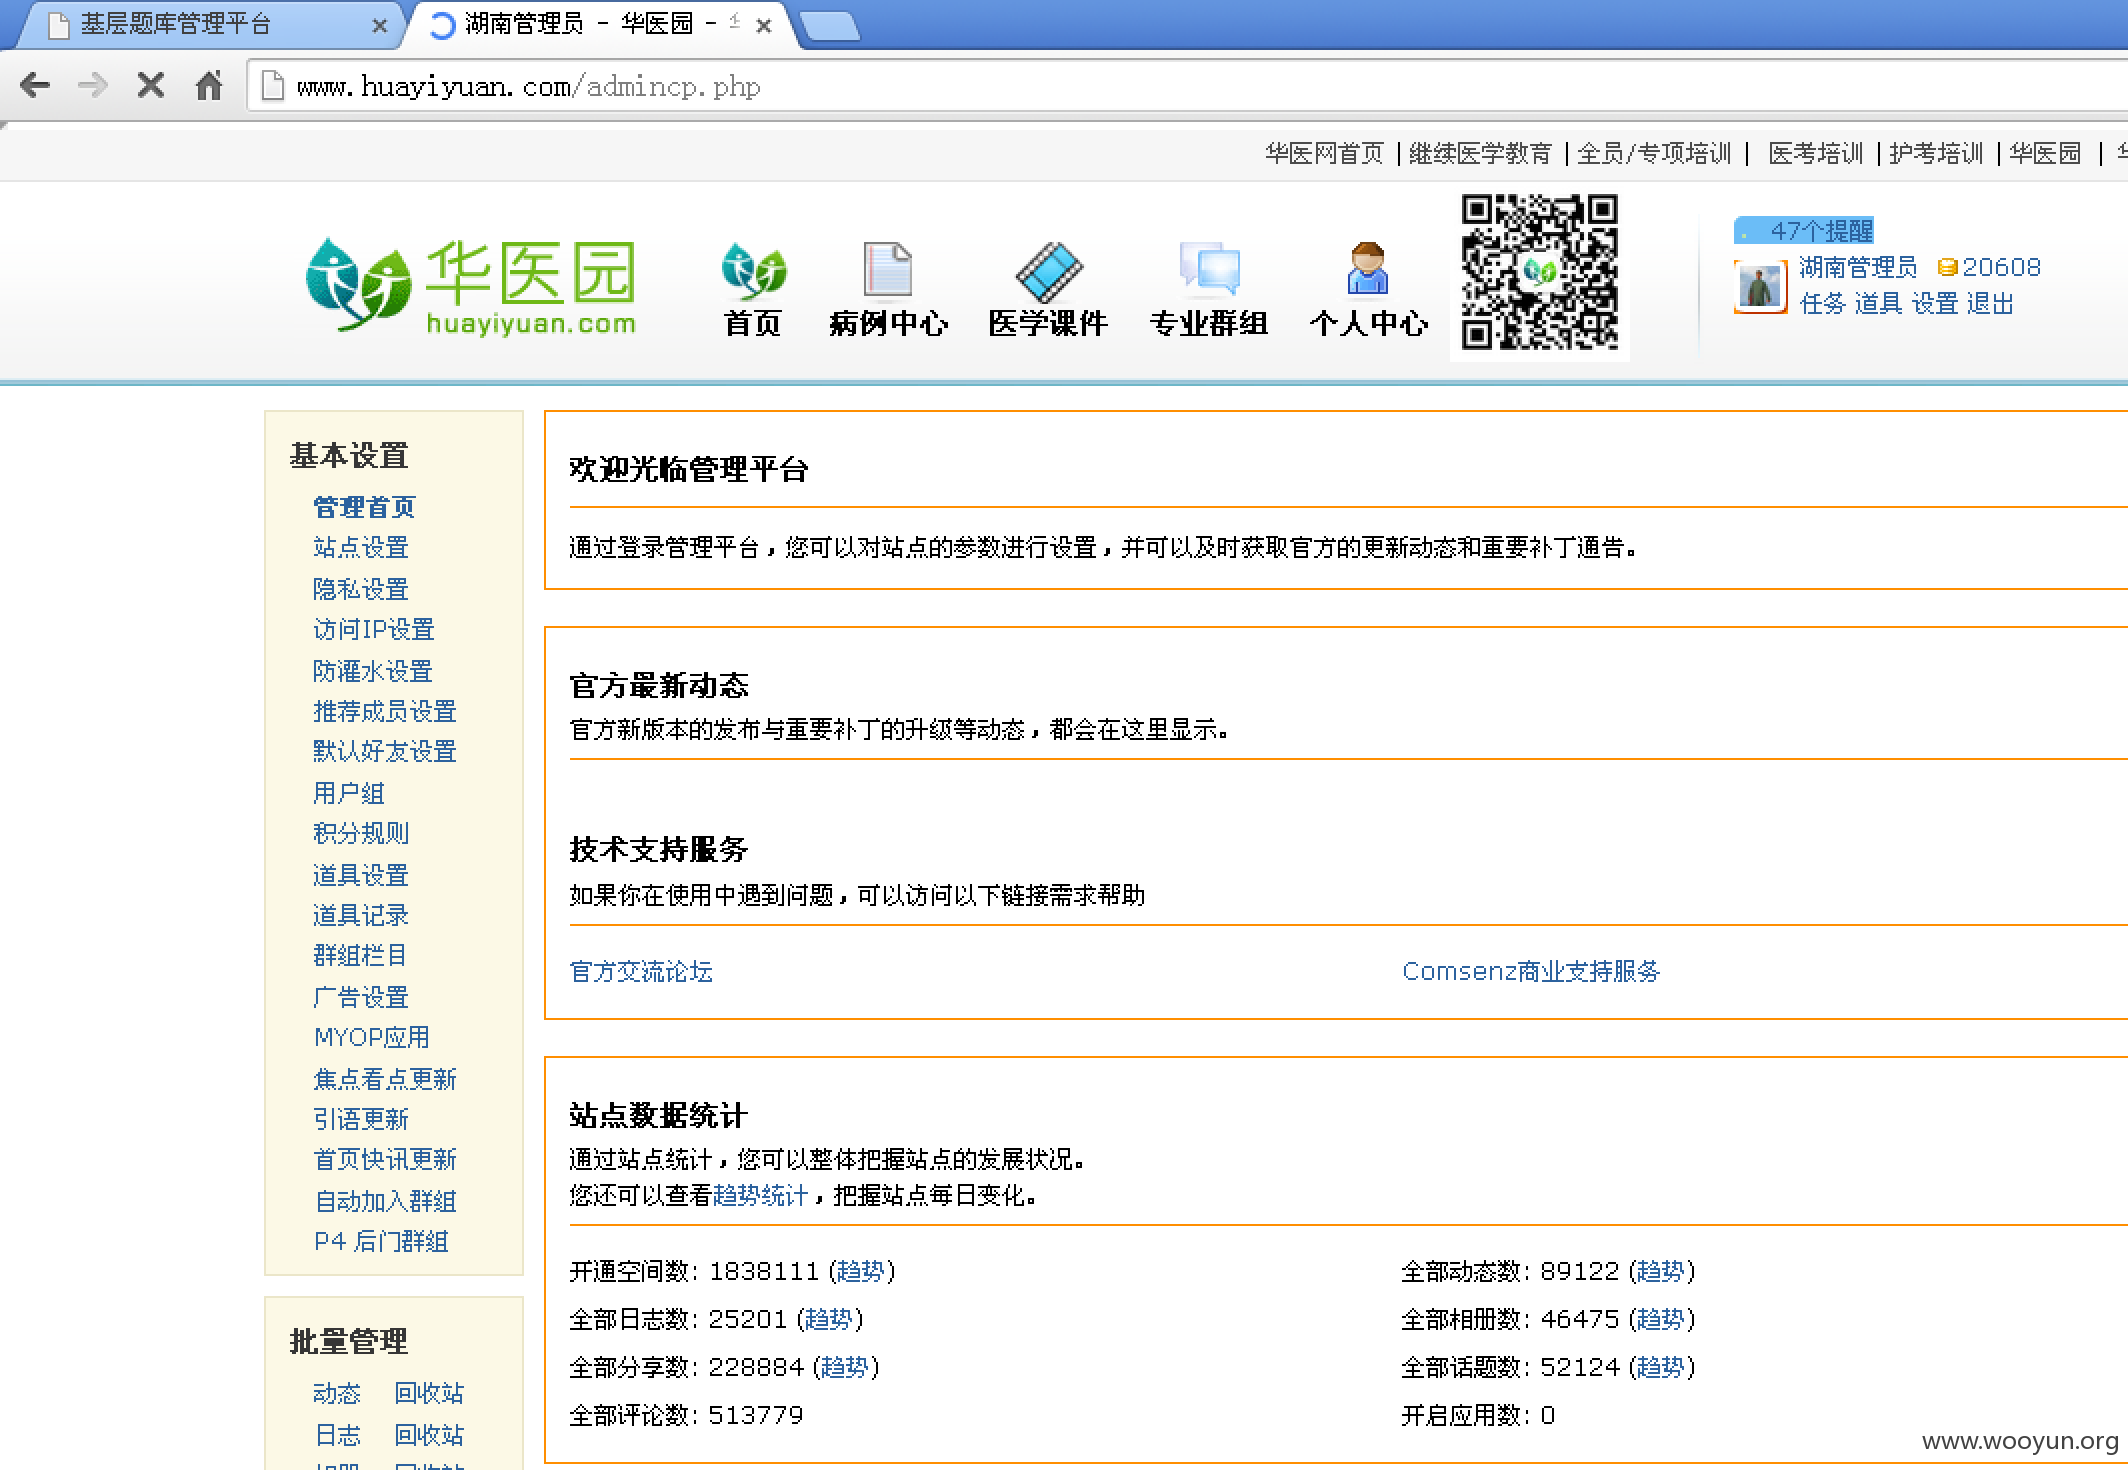 基层题库管理平台
湖南管理员 - 华医园 -
www.huayiyuan.com/admincp.php
华医网首页 | 继续医学教育 | 全员/专项培训 | 医考培训 | 护考培训 | 华医园 |
华医园
huayiyuan.com
首页 病例中心 医学课件 专业群组 个人中心
47个提醒
湖南管理员 20608
任务 道具 设置 退出
基本设置
管理首页
站点设置
隐私设置
访问IP设置
防灌水设置
推荐成员设置
默认好友设置
用户组
积分规则
道具设置
道具记录
群组栏目
广告设置
MYOP应用
焦点看点更新
引语更新
首页快讯更新
自动加入群组
P4 后门群组
批量管理
动态 回收站
日志 回收站
欢迎光临管理平台
通过登录管理平台，您可以对站点的参数进行设置，并可以及时获取官方的更新动态和重要补丁通告。
官方最新动态
官方新版本的发布与重要补丁的升级等动态，都会在这里显示。
技术支持服务
如果你在使用中遇到问题，可以访问以下链接需求帮助
官方交流论坛 Comsenz商业支持服务
站点数据统计
通过站点统计，您可以整体把握站点的发展状况。
您还可以查看趋势统计，把握站点每日变化。
开通空间数: 1838111 (趋势) 全部动态数: 89122 (趋势)
全部日志数: 25201 (趋势) 全部相册数: 46475 (趋势)
全部分享数: 228884 (趋势) 全部话题数: 52124 (趋势)
全部评论数: 513779 开启应用数: 0
www.wooyun.org